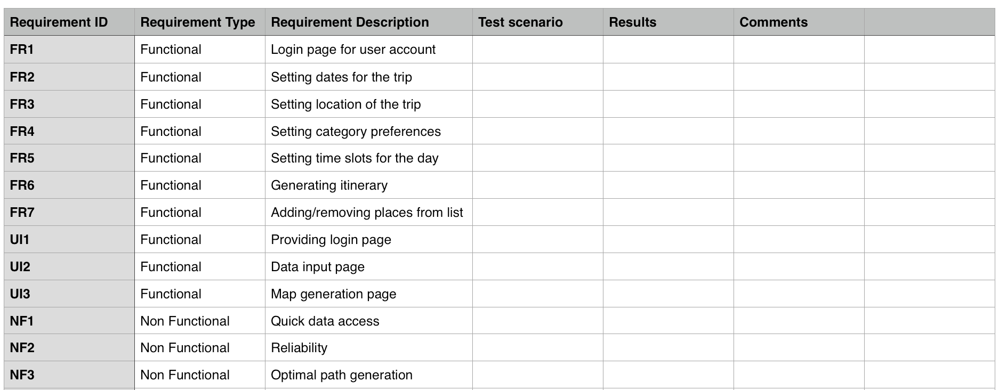 Requirement ID Requirement Type Requirement Description Test scenario Results Comments
FR1 Functional Login page for user account
FR2 Functional Setting dates for the trip
FR3 Functional Setting location of the trip
FR4 Functional Setting category preferences
FR5 Functional Setting time slots for the day
FR6 Functional Generating itinerary
FR7 Functional Adding/removing places from list
UI1 Functional Providing login page
UI2 Functional Data input page
UI3 Functional Map generation page
NF1 Non Functional Quick data access
NF2 Non Functional Reliability
NF3 Non Functional Optimal path generation